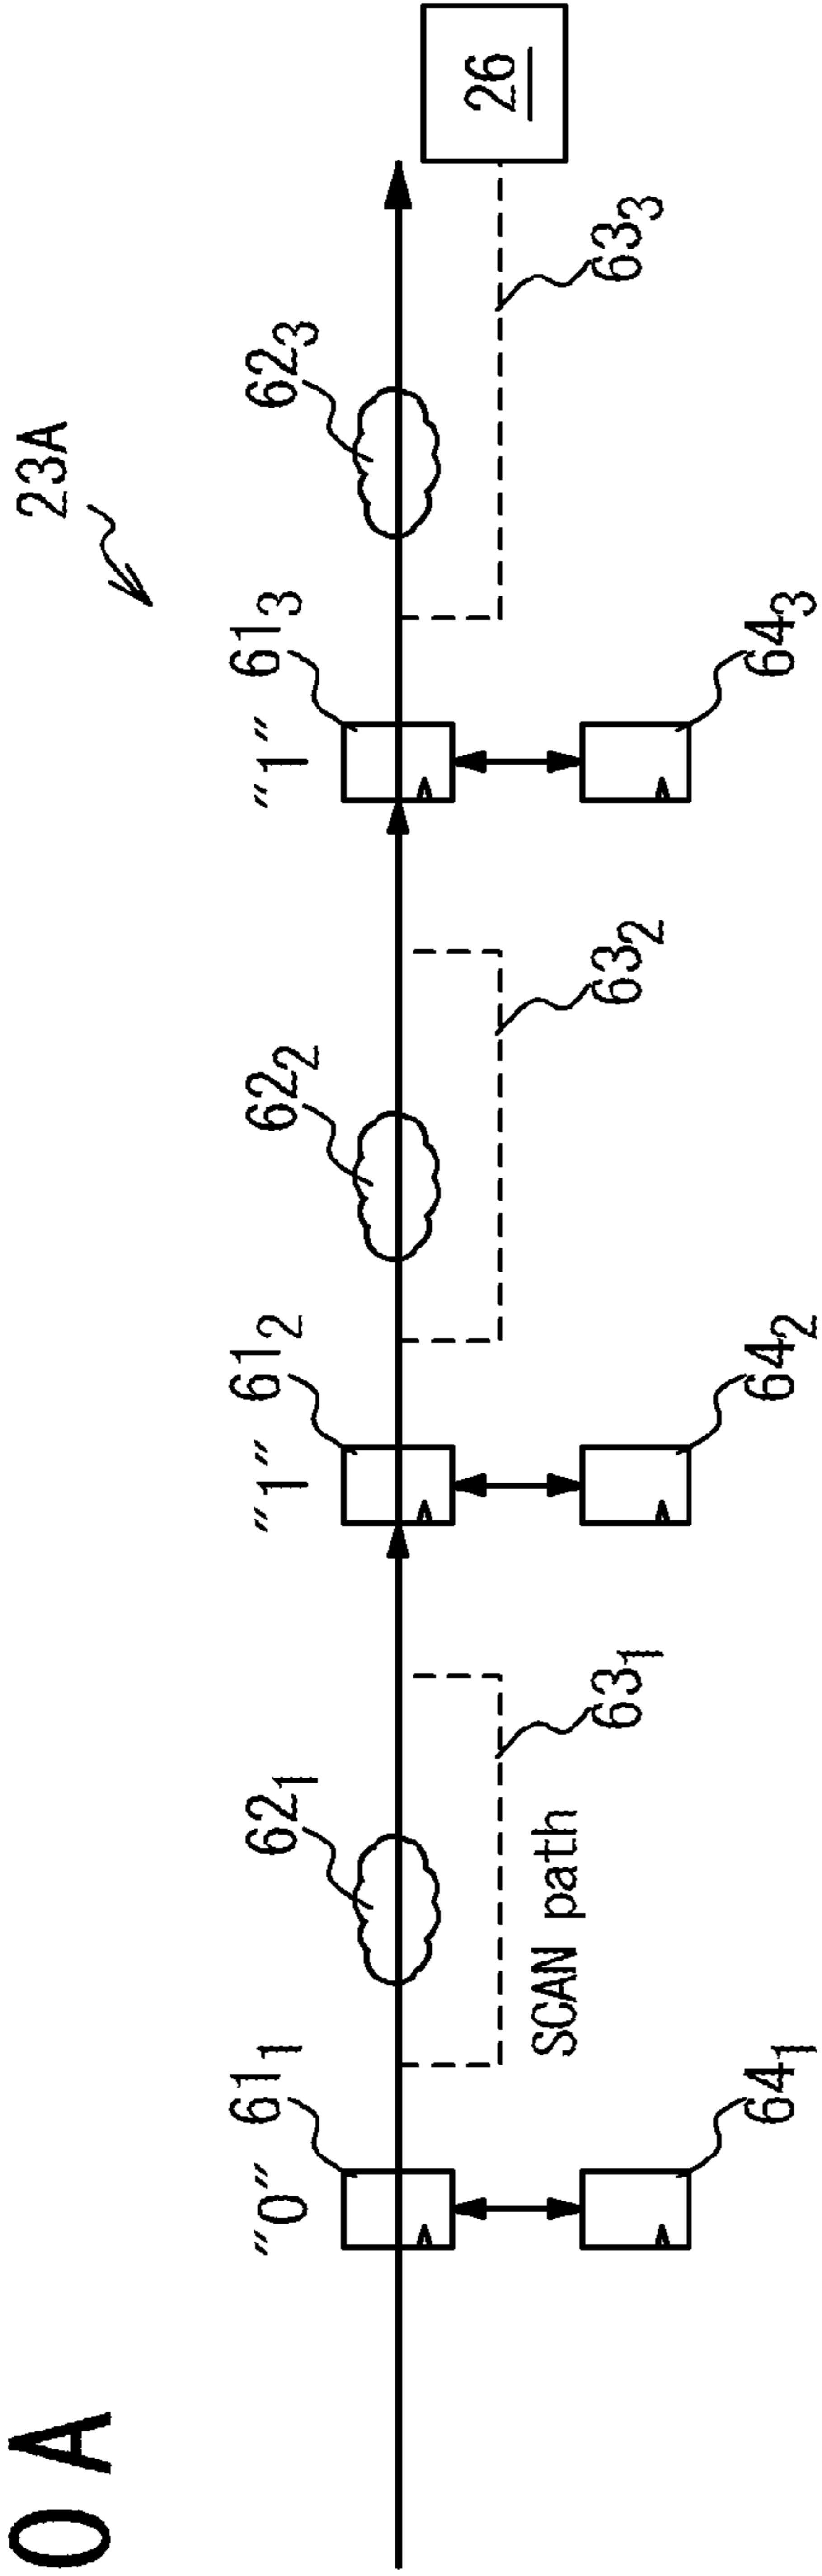 0 A
23A
"0" 61₁ 62₁ "1" 61₂ 62₂ "1" 61₃ 62₃
26
63₁ 63₂ 63₃
SCAN path
64₁ 64₂ 64₃